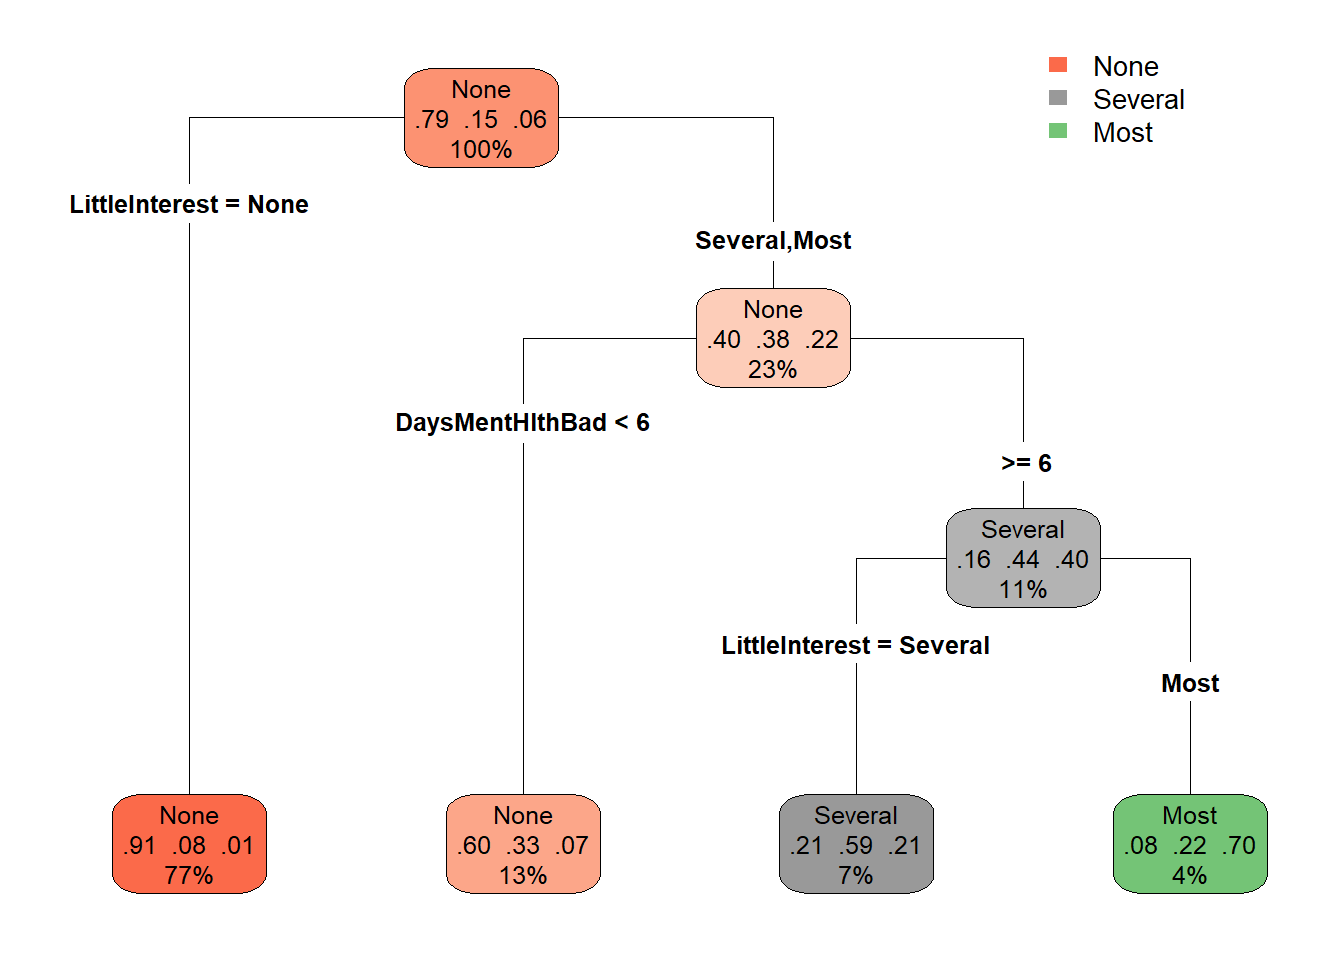 None
.79 .15 .06
100%
None
Several
Most
LittleInterest = None
Several,Most
None
.40 .38 .22
23%
DaysMentHlthBad < 6
>= 6
Several
.16 .44 .40
11%
LittleInterest = Several
Most
None
.91 .08 .01
77%
None
.60 .33 .07
13%
Several
.21 .59 .21
7%
Most
.08 .22 .70
4%